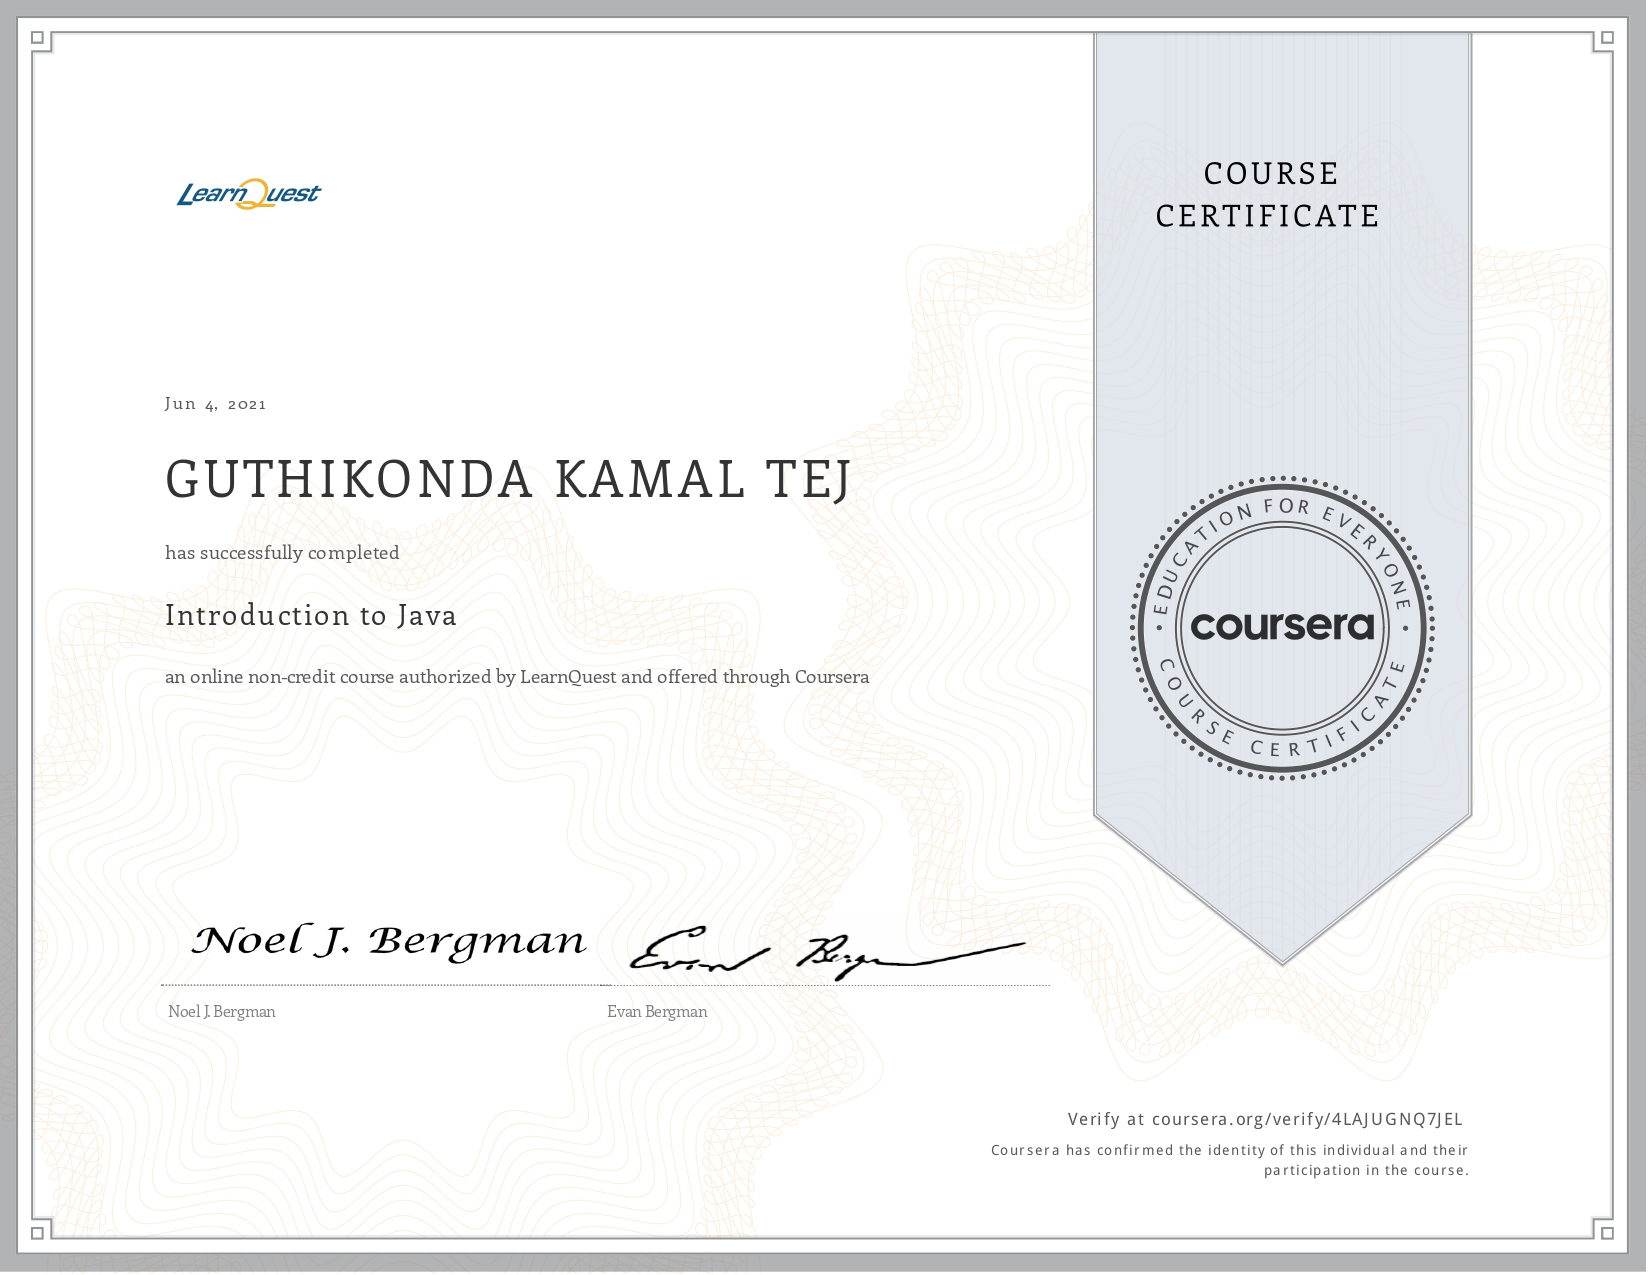 LearnQuest
COURSE
CERTIFICATE
Jun 4, 2021
GUTHIKONDA KAMAL TEJ
has successfully completed
Introduction to Java
an online non-credit course authorized by LearnQuest and offered through Coursera
EDUCATION FOR EVERYONE
coursera
COURSE CERTIFICATE
Noel J. Bergman
Evan Bergman
Noel J. Bergman
Evan Bergman
Verify at coursera.org/verify/4LAJUGNQ7JEL
Coursera has confirmed the identity of this individual and their
participation in the course.